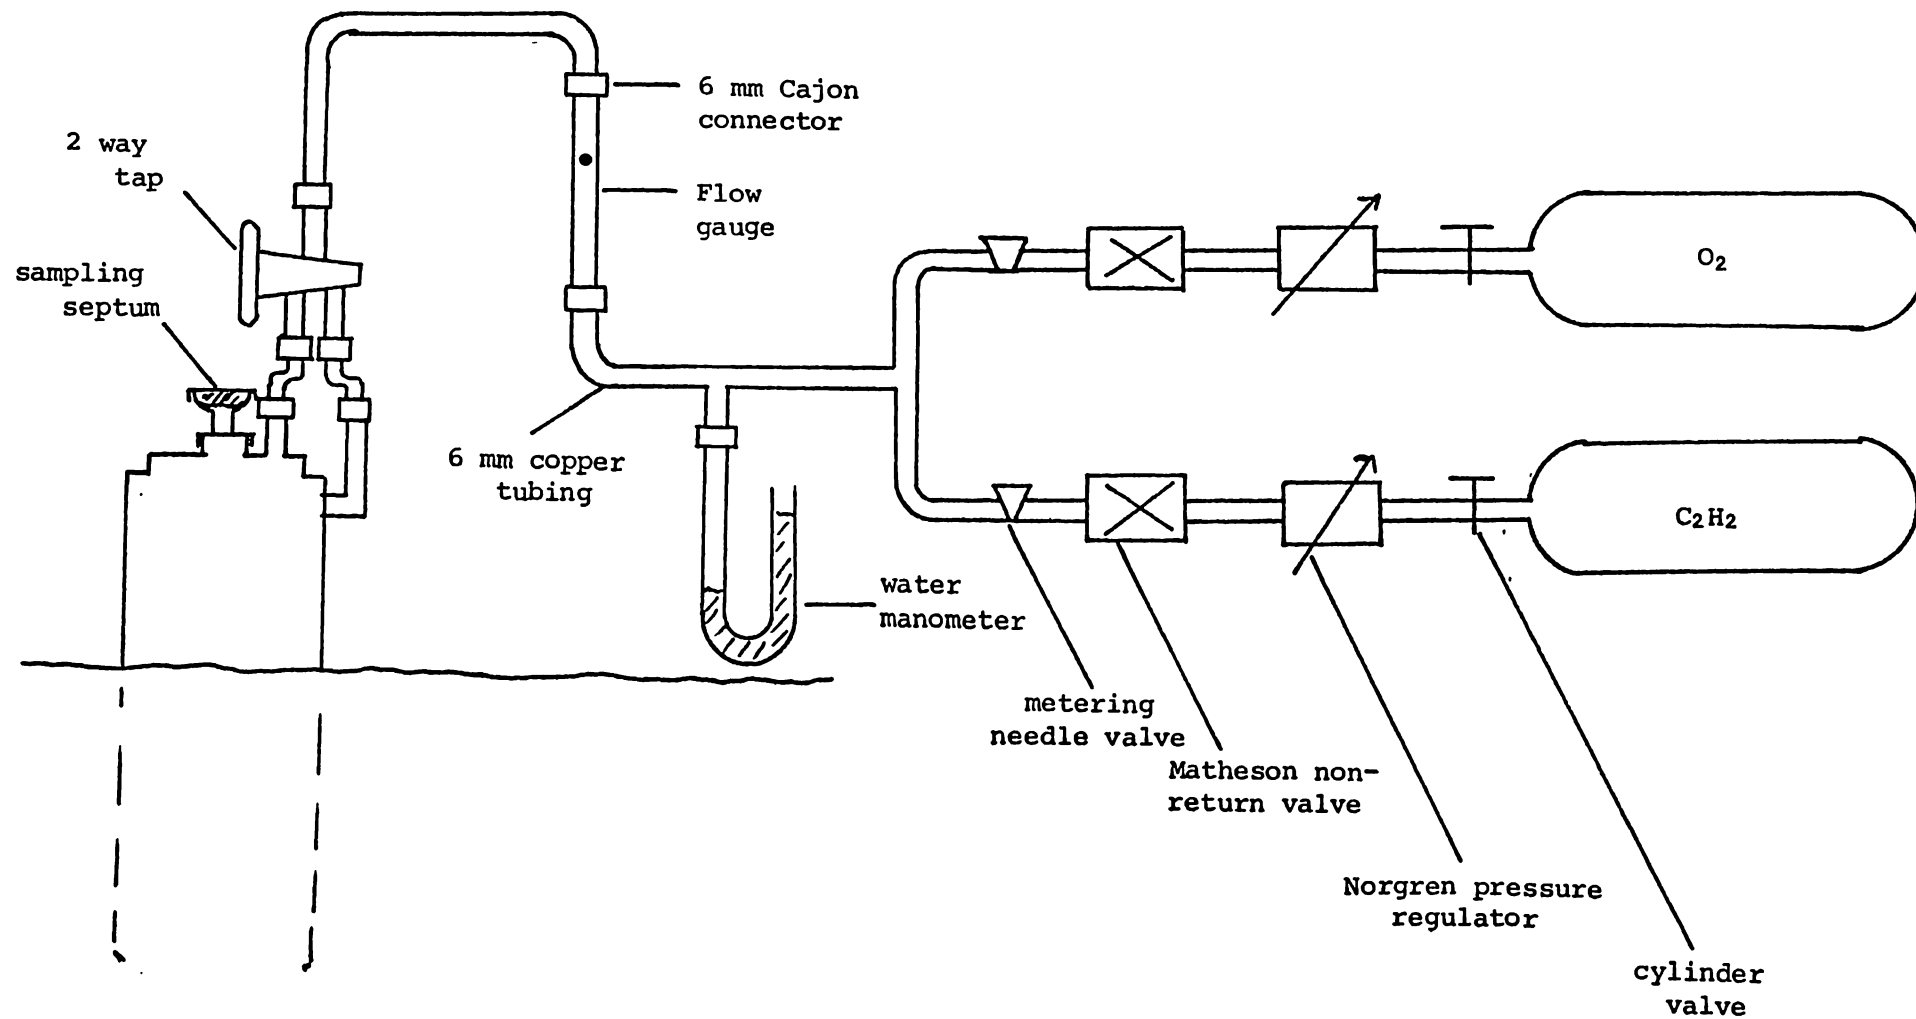 6 mm Cajon
connector
2 way
tap
Flow
gauge
sampling
septum
O₂
6 mm copper
tubing
C₂H₂
water
manometer
metering
needle valve
Matheson non-
return valve
Norgren pressure
regulator
cylinder
valve